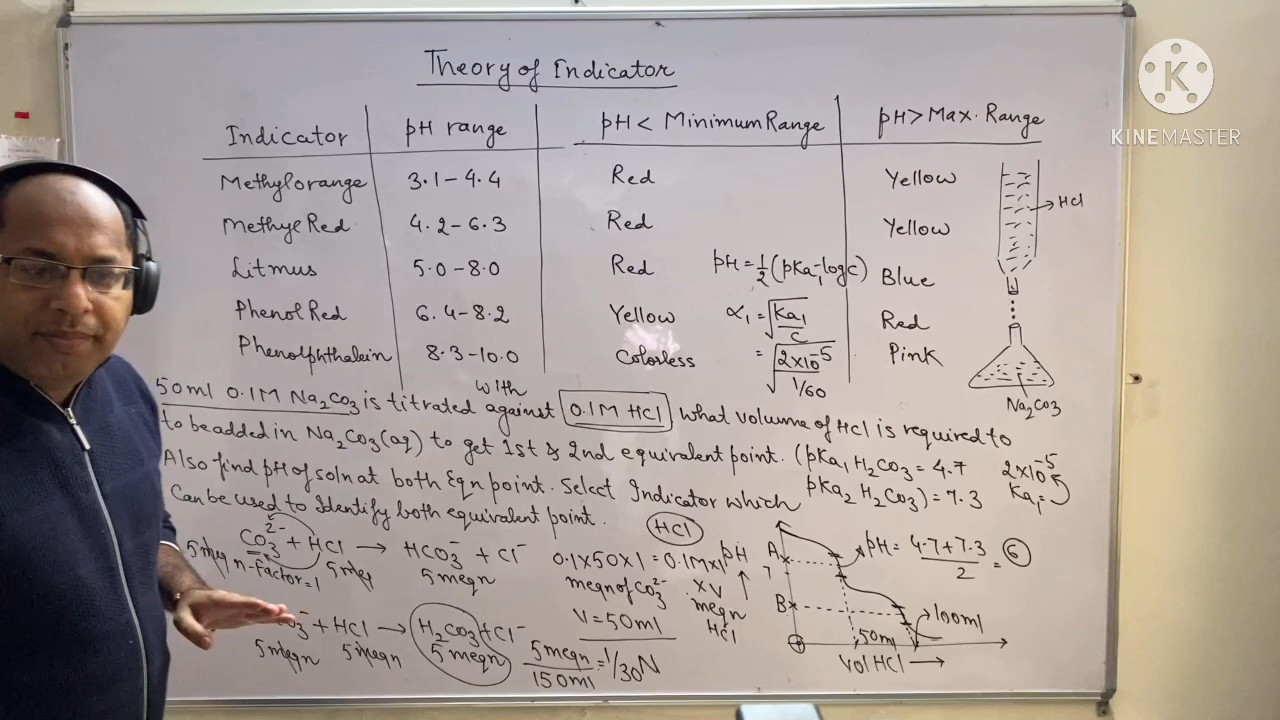 Theory of Indicator
Indicator pH range pH < Minimum Range pH > Max. Range
Methylorange 3.1-4.4 Red Yellow
Methyl Red 4.2-6.3 Red Yellow
Litmus 5.0-8.0 Red Blue
Phenol Red 6.4-8.2 Yellow Red
Phenolphthalein 8.3-10.0 Colorless Pink
pH = 1/2 (pKa1 - log c)
α1 = √Ka1/c
= √2×10^-5
1/60
HCl
Na2CO3
with
50ml 0.1M Na2CO3 is titrated against 0.1M HCl what volume of HCl is required to
to be added in Na2CO3(aq) to get 1st & 2nd equivalent point. (pKa1 H2CO3 = 4.7
Also find pH of soln at both Eqn point. Select Indicator which pKa2 H2CO3) = 7.3
Can be used to Identify both equivalent point.
2×10^-5
Ka1 =
CO3^2- + HCl → HCO3^- + Cl^-
5meq n-factor=1 5meq 5meqn
+ HCl → H2CO3 + Cl^-
5meqn 5meqn 5meqn
0.1×50×1 = 0.1M×1
×V
meqn of CO3^2- meqn
HCl
V = 50ml
5meqn = 1/30 N
150ml
HCl
pH
A
7
B
pH = 4.7+7.3 = 6
2
50ml
100ml
Vol HCl →
K
KINEMASTER